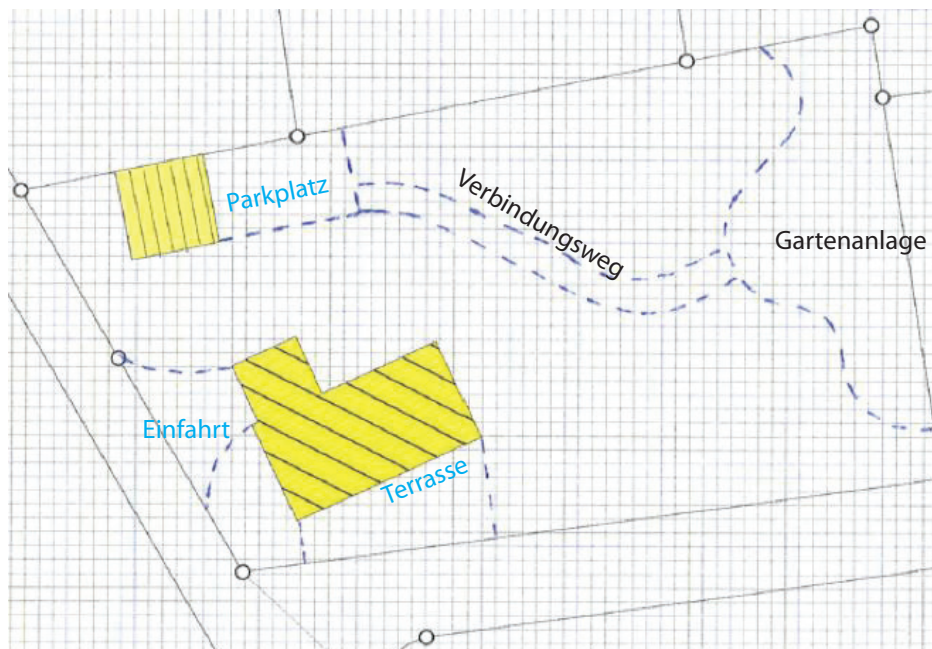 Parkplatz
Verbindungsweg
Gartenanlage
Einfahrt
Terrasse